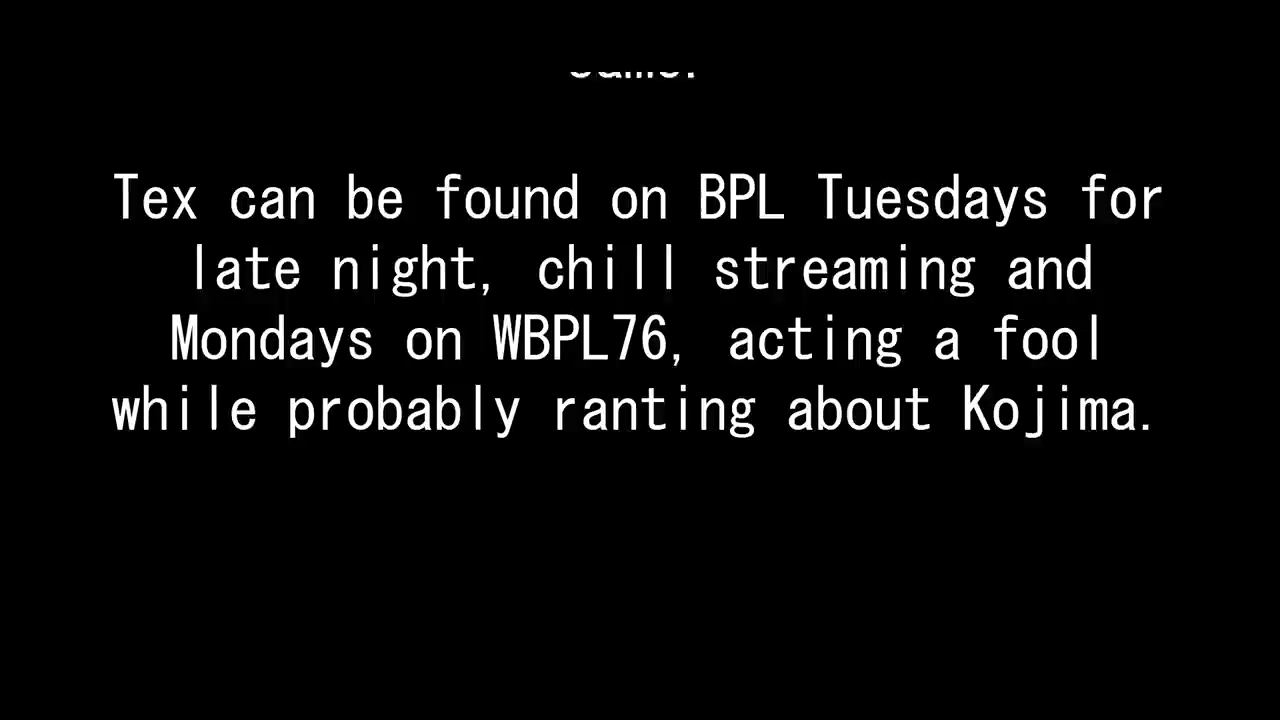 Tex can be found on BPL Tuesdays for
late night, chill streaming and
Mondays on WBPL76, acting a fool
while probably ranting about Kojima.